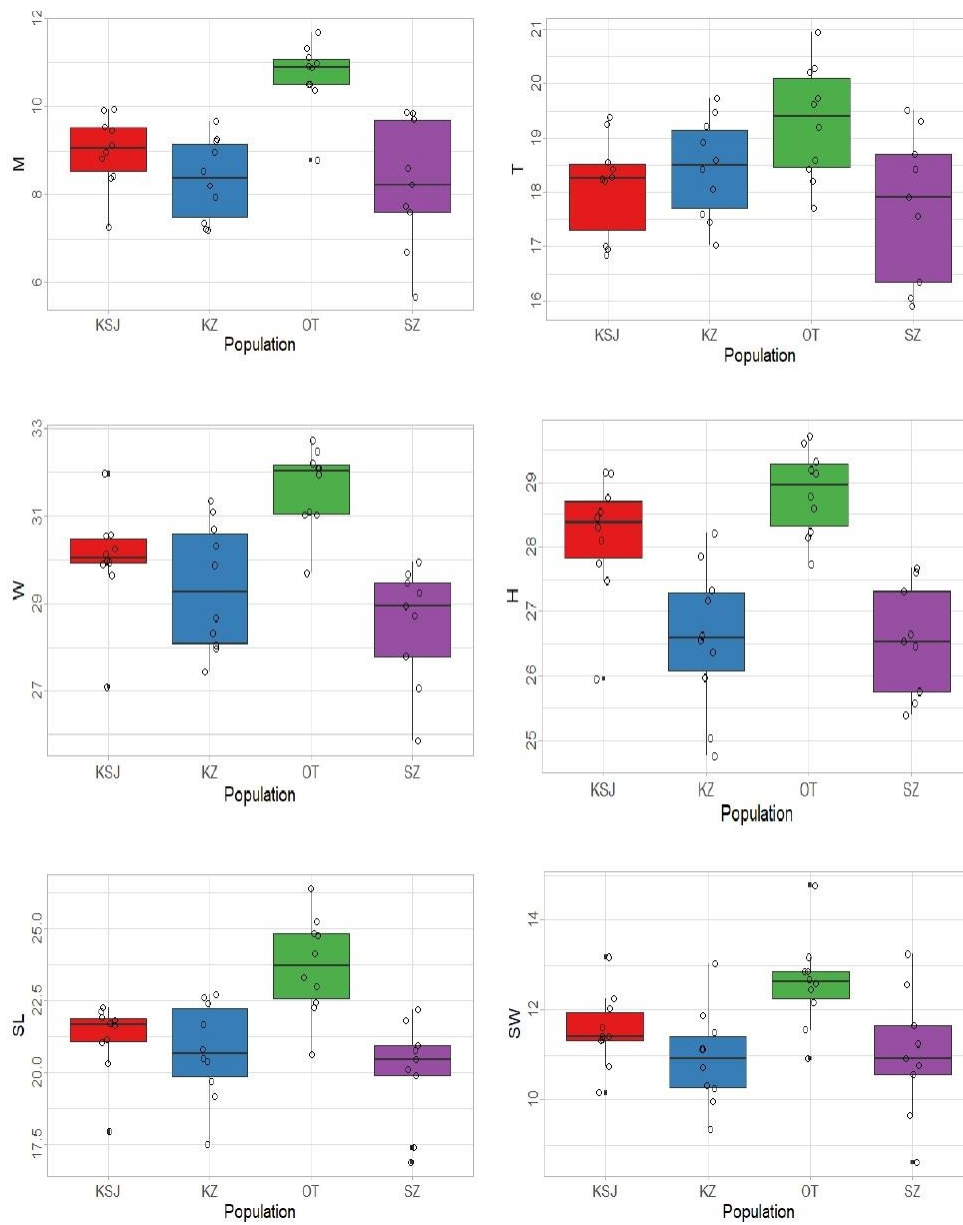 12
10
8
6
M
KSJ KZ OT SZ
Population
21
20
19
18
17
16
T
KSJ KZ OT SZ
Population
33
31
29
27
W
KSJ KZ OT SZ
Population
29
28
27
26
25
H
KSJ KZ OT SZ
Population
25.0
22.5
20.0
17.5
SL
KSJ KZ OT SZ
Population
14
12
10
SW
KSJ KZ OT SZ
Population